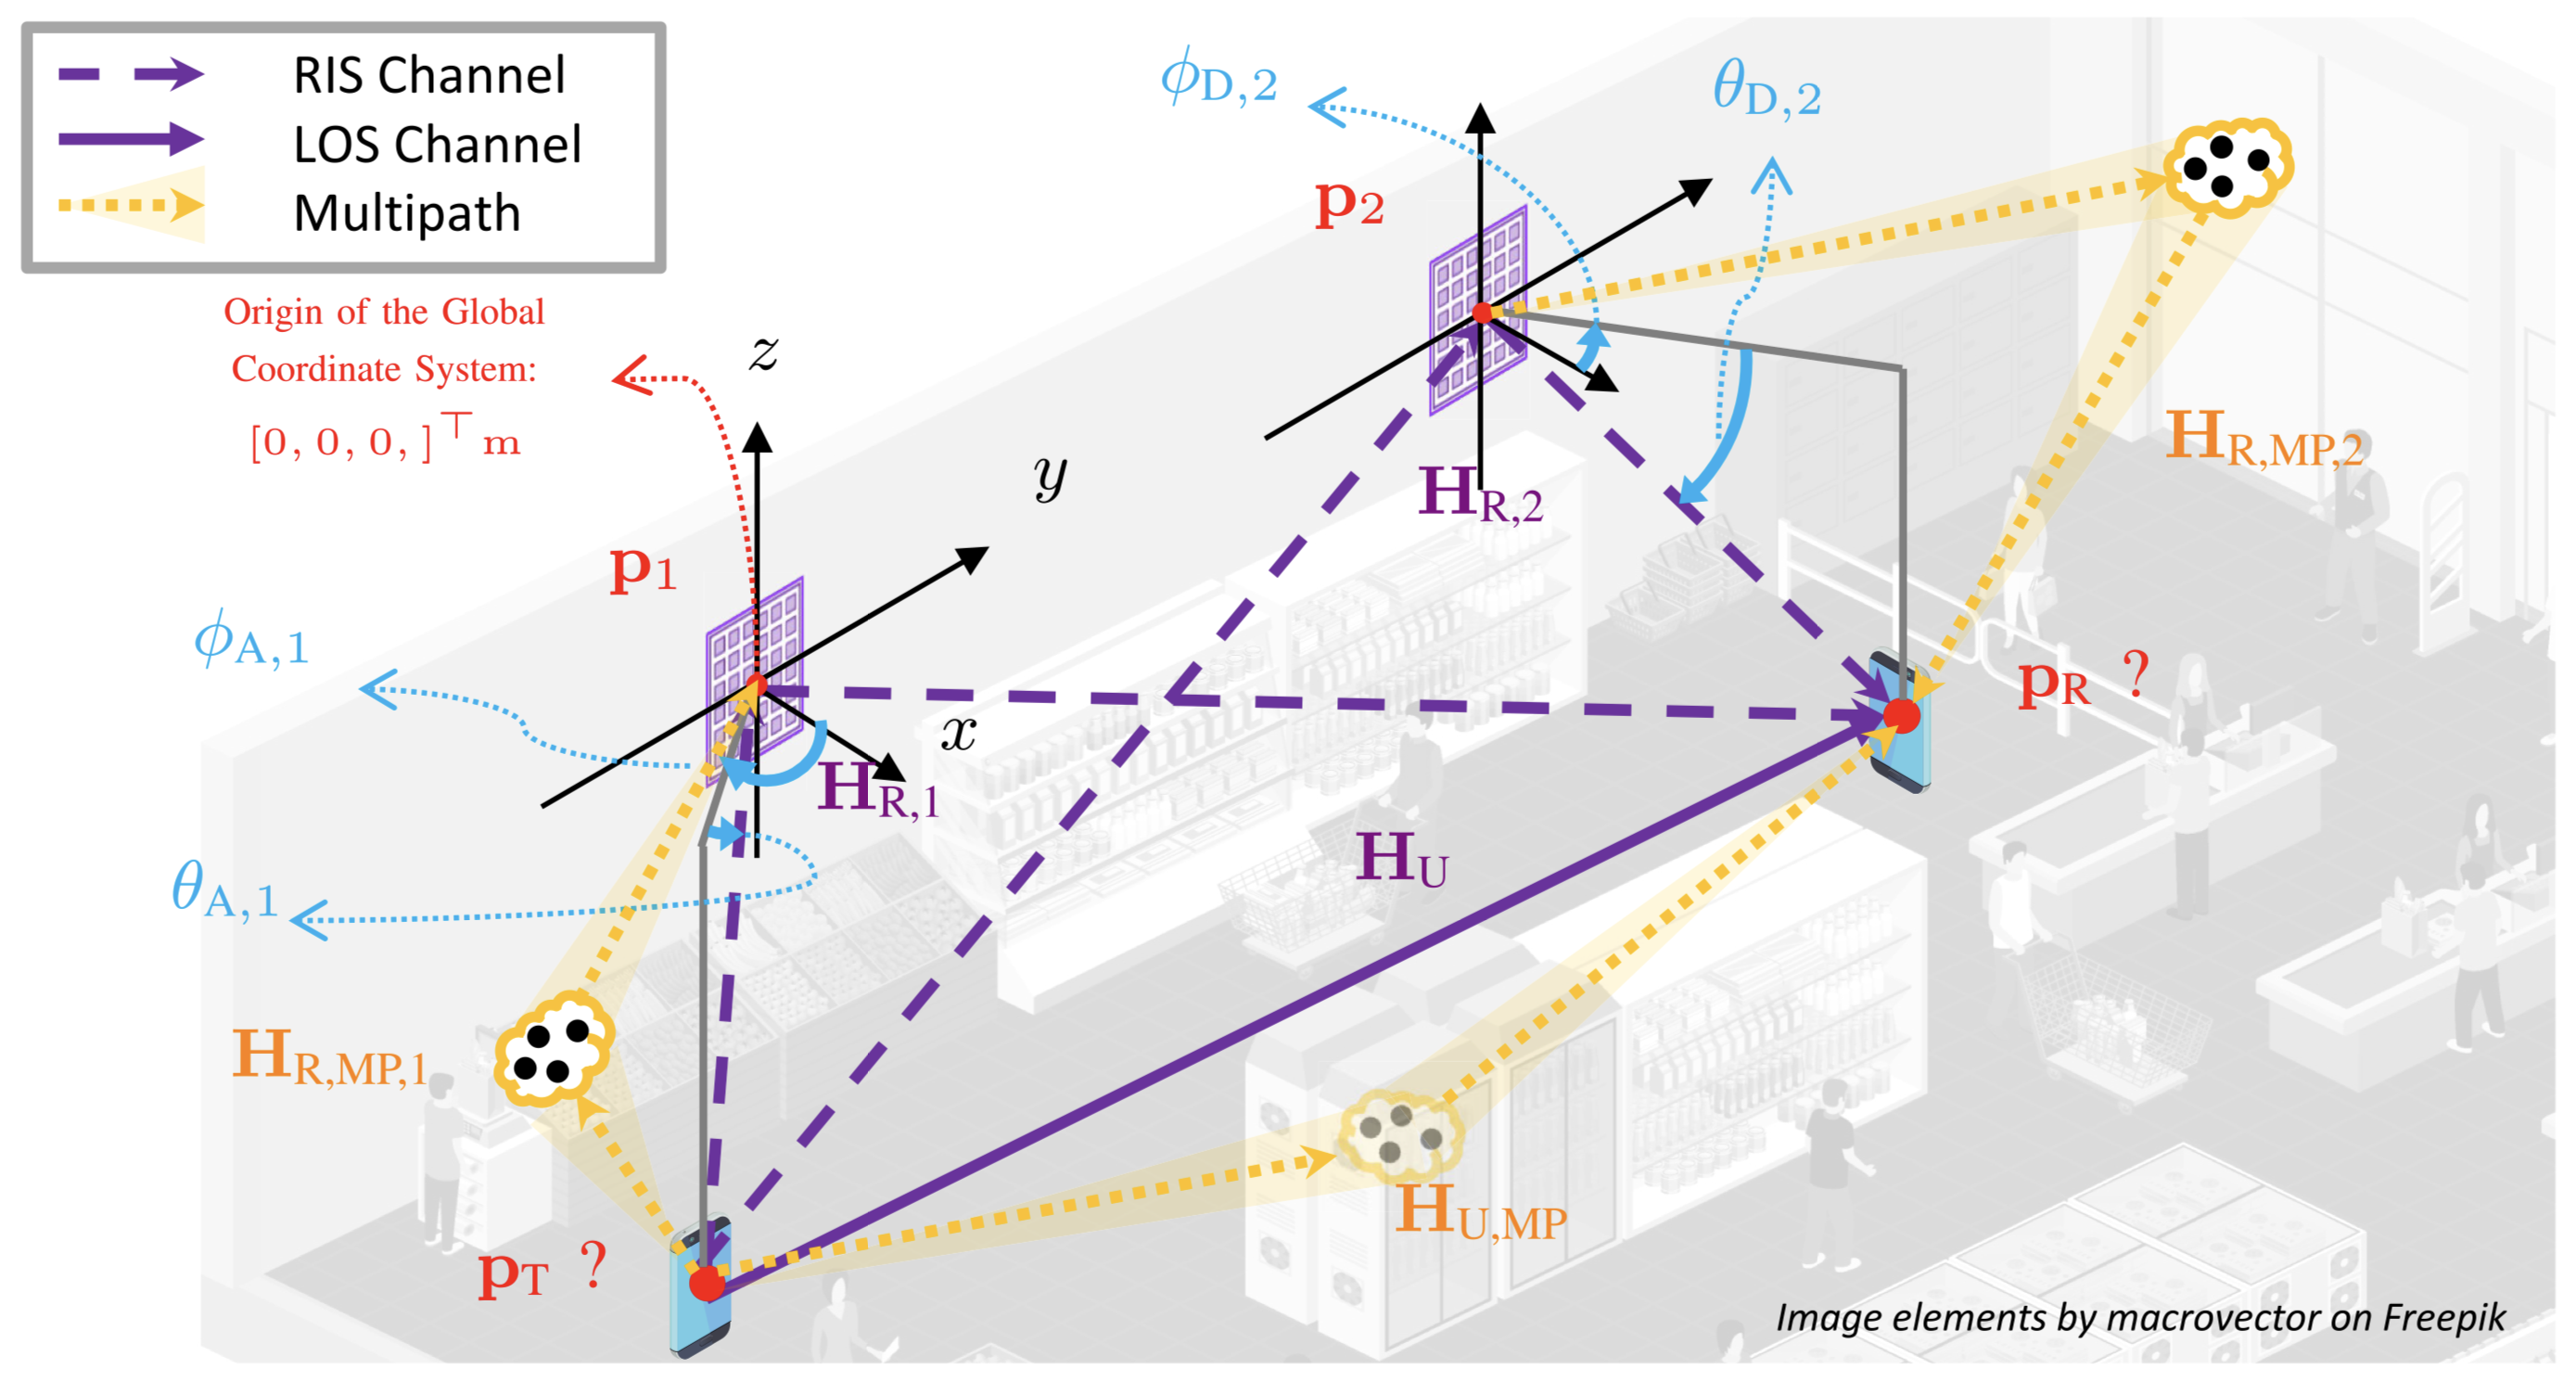 RIS Channel
LOS Channel
Multipath
Origin of the Global
Coordinate System:
[0, 0, 0, ]⊤ m
ϕD,2
θD,2
p2
z
y
x
p1
HR,2
HR,MP,2
ϕA,1
HR,1
pR ?
θA,1
HU
HR,MP,1
HU,MP
pT ?
Image elements by macrovector on Freepik